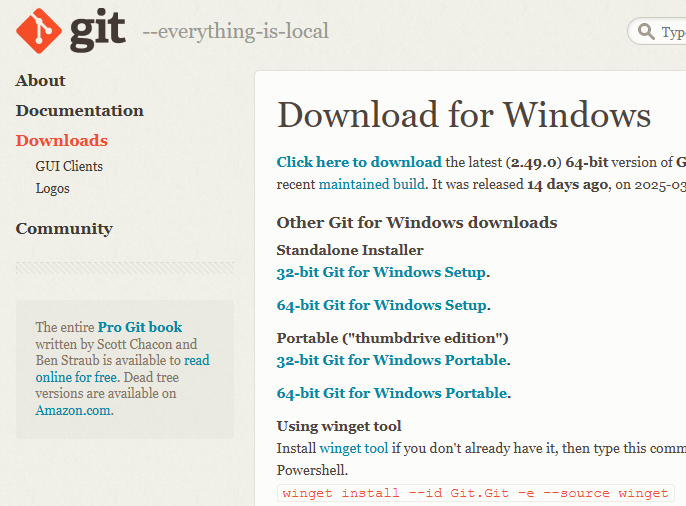 git --everything-is-local
Type
About
Documentation
Downloads
GUI Clients
Logos
Community
The entire Pro Git book
written by Scott Chacon and
Ben Straub is available to read
online for free. Dead tree
versions are available on
Amazon.com.
Download for Windows
Click here to download the latest (2.49.0) 64-bit version of G
recent maintained build. It was released 14 days ago, on 2025-03
Other Git for Windows downloads
Standalone Installer
32-bit Git for Windows Setup.
64-bit Git for Windows Setup.
Portable ("thumbdrive edition")
32-bit Git for Windows Portable.
64-bit Git for Windows Portable.
Using winget tool
Install winget tool if you don't already have it, then type this comm
Powershell.
winget install --id Git.Git -e --source winget